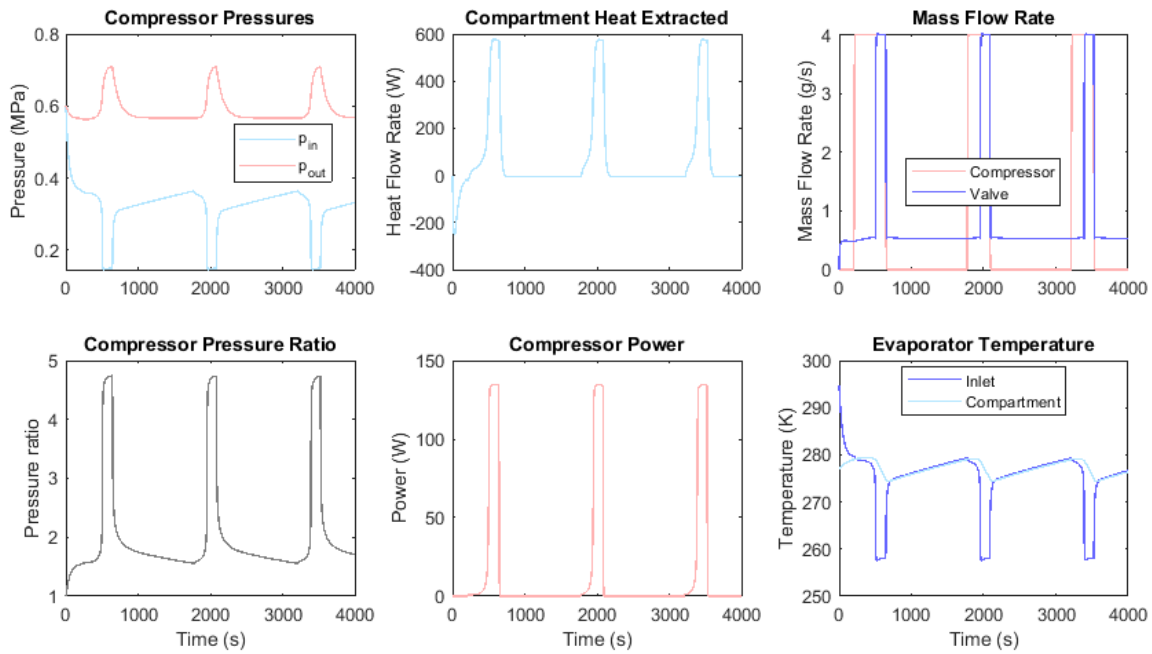 Compressor Pressures
Pressure (MPa)
0.8
0.6
0.4
0.2
p_in
p_out
0 1000 2000 3000 4000
Compartment Heat Extracted
Heat Flow Rate (W)
600
400
200
0
-200
-400
0 1000 2000 3000 4000
Mass Flow Rate
Mass Flow Rate (g/s)
4
3
2
1
0
Compressor
Valve
0 1000 2000 3000 4000
Compressor Pressure Ratio
Pressure ratio
5
4
3
2
1
0 1000 2000 3000 4000
Time (s)
Compressor Power
Power (W)
150
100
50
0
0 1000 2000 3000 4000
Time (s)
Evaporator Temperature
Temperature (K)
300
290
280
270
260
250
Inlet
Compartment
0 1000 2000 3000 4000
Time (s)